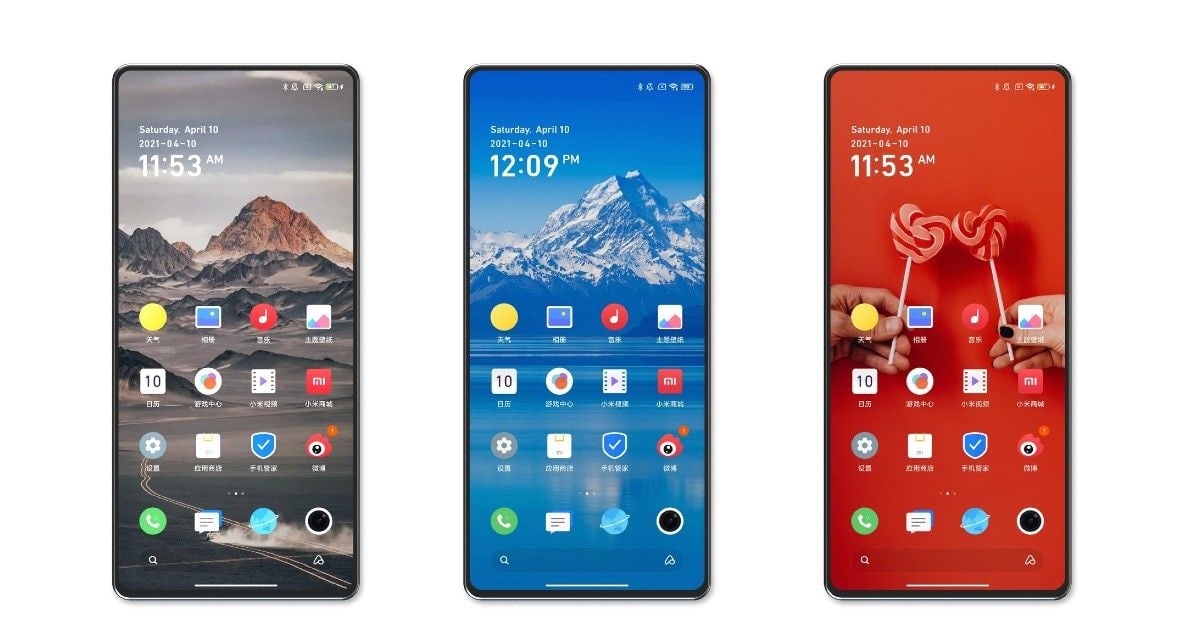 Saturday. April 10
2021-04-10
11:53 AM
天气 相册 音乐 主题壁纸
10
mi
日历 游戏中心 小米视频 小米商城
mi
1
设置 应用商店 手机管家 微博
Saturday. April 10
2021-04-10
12:09 PM
天气 相册 音乐 主题壁纸
10
mi
日历 游戏中心 小米视频 小米商城
mi
设置 应用商店 手机管家 微博
Saturday. April 10
2021-04-10
11:53 AM
天气 相册 音乐 主题壁纸
10
mi
日历 游戏中心 小米视频 小米商城
mi
1
设置 应用商店 手机管家 微博